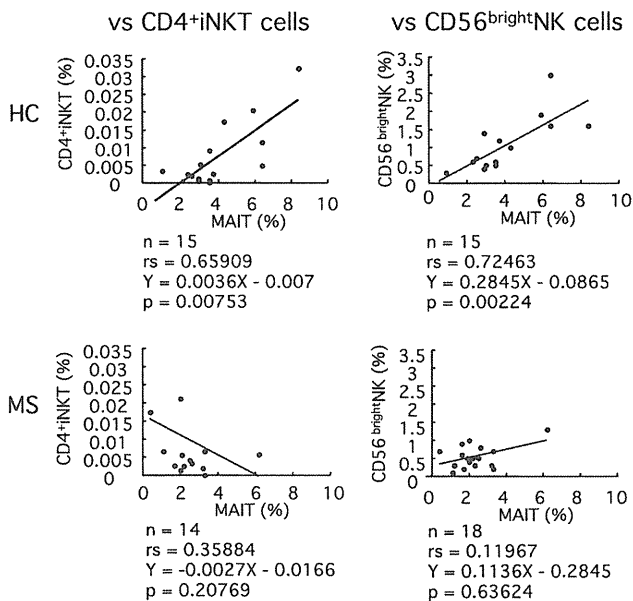 vs CD4+iNKT cells
vs CD56brightNK cells
HC
CD4+iNKT (%)
0.035
0.03
0.025
0.02
0.015
0.01
0.005
0
0 2 4 6 8 10
MAIT (%)
n = 15
rs = 0.65909
Y = 0.0036X - 0.007
p = 0.00753
CD56 brightNK (%)
3.5
3
2.5
2
1.5
1
0.5
0
0 2 4 6 8 10
MAIT (%)
n = 15
rs = 0.72463
Y = 0.2845X - 0.0865
p = 0.00224
MS
CD4+iNKT (%)
0.035
0.03
0.025
0.02
0.015
0.01
0.005
0
0 2 4 6 8 10
MAIT (%)
n = 14
rs = 0.35884
Y = -0.0027X - 0.0166
p = 0.20769
CD56 brightNK (%)
3.5
2.5
2
1.5
1
0.5
0
0 2 4 6 8 10
MAIT (%)
n = 18
rs = 0.11967
Y = 0.1136X - 0.2845
p = 0.63624